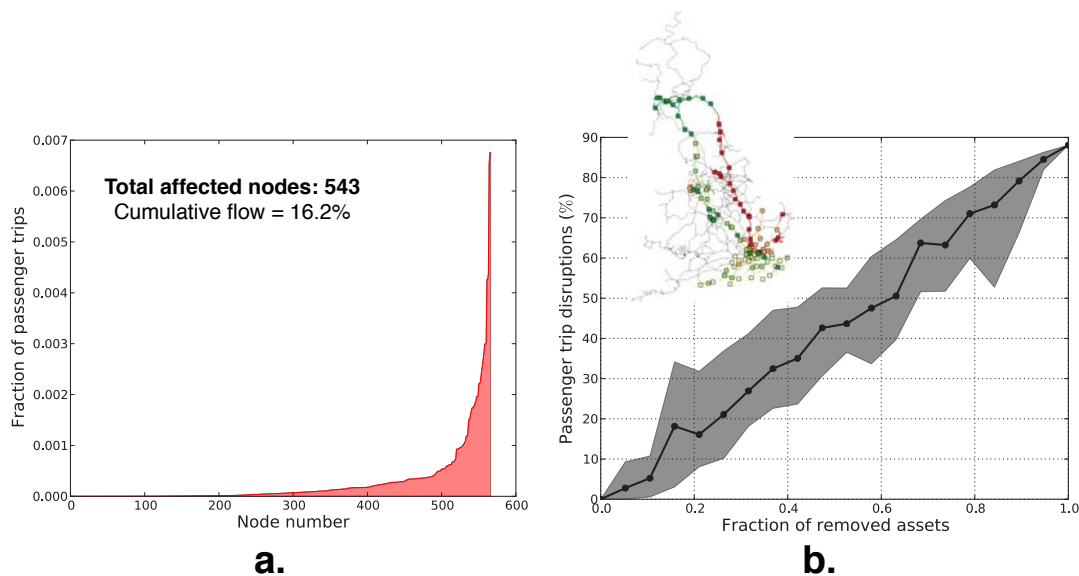 0.007
0.006
0.005
0.004
0.003
0.002
0.001
0.000
Fraction of passenger trips
Total affected nodes: 543
Cumulative flow = 16.2%
0 100 200 300 400 500 600
Node number
a.
90
80
70
60
50
40
30
20
10
0
Passenger trip disruptions (%)
0.0 0.2 0.4 0.6 0.8 1.0
Fraction of removed assets
b.